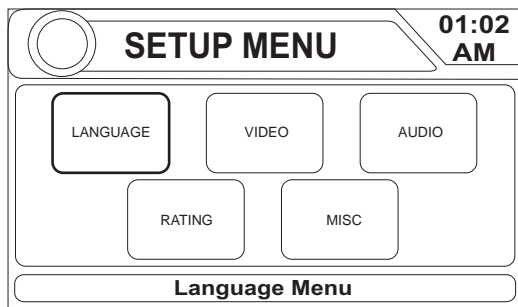 SETUP MENU
01:02
AM
LANGUAGE
VIDEO
AUDIO
RATING
MISC
Language Menu